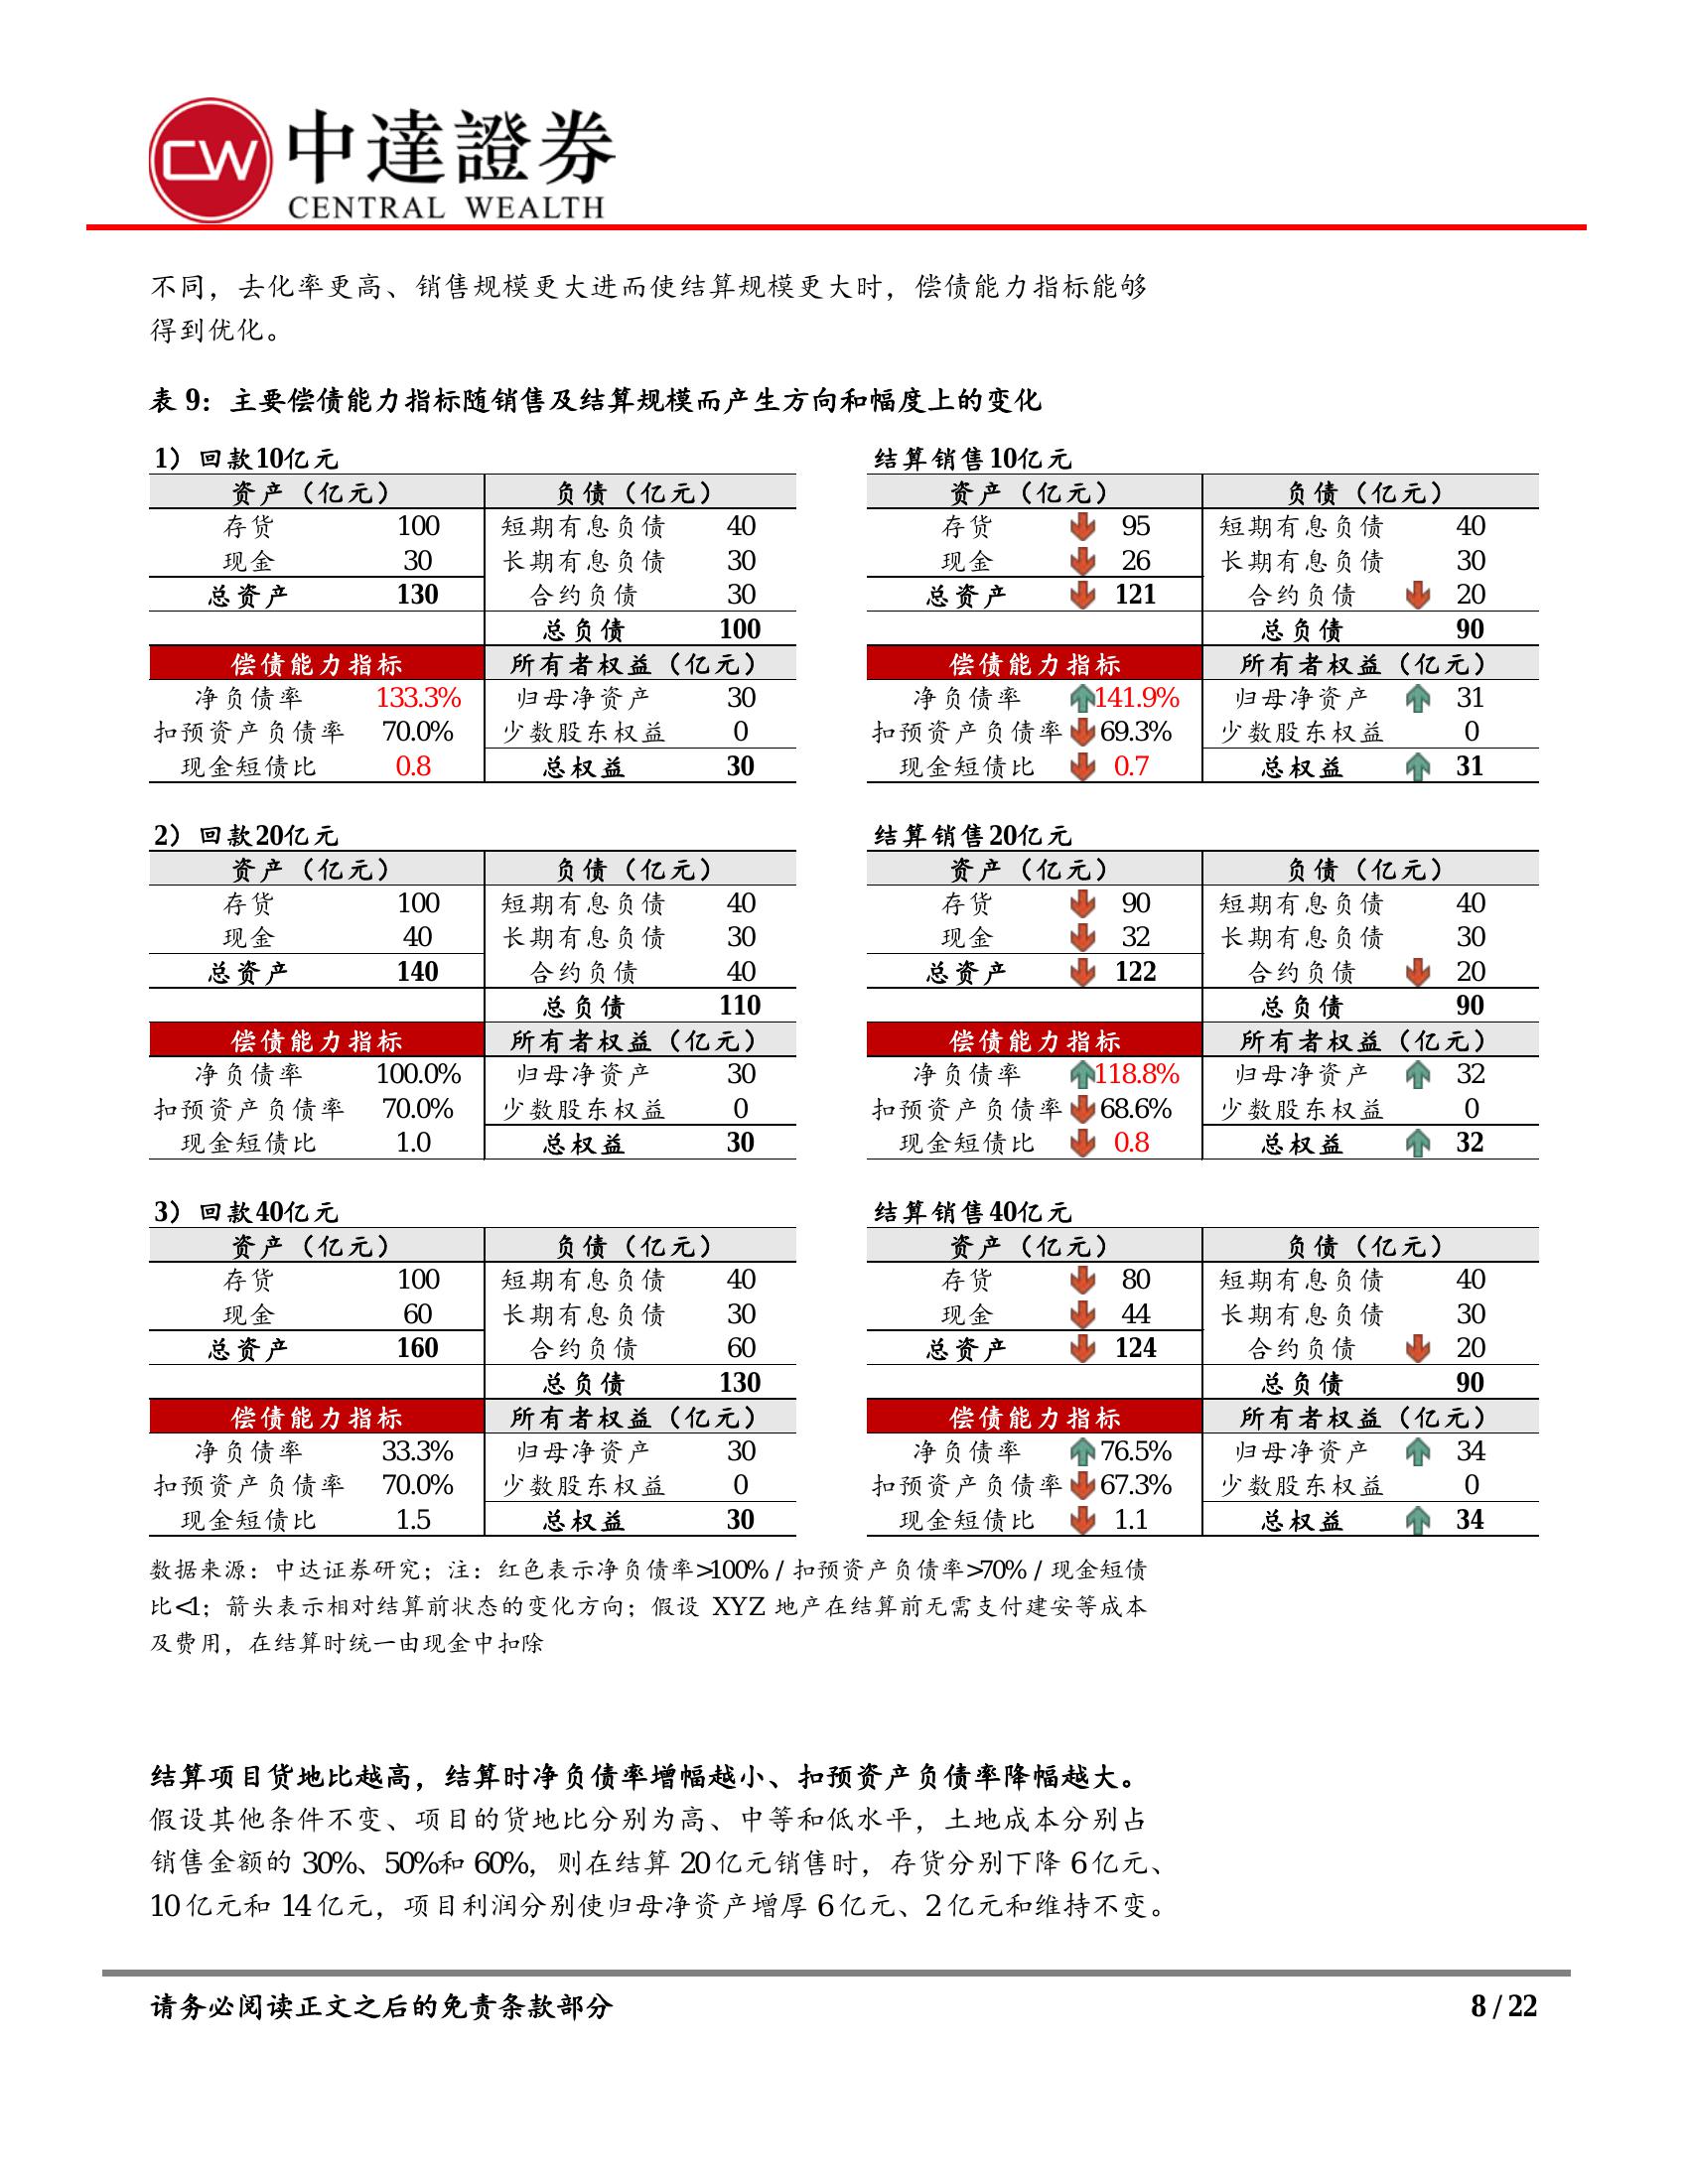 CW 中達證券
CENTRAL WEALTH
不同，去化率更高、销售规模更大进而使结算规模更大时，偿债能力指标能够
得到优化。
表 9：主要偿债能力指标随销售及结算规模而产生方向和幅度上的变化
1）回款10亿元
资产（亿元） 负债（亿元）
存货 100 短期有息负债 40
现金 30 长期有息负债 30
总资产 130 合约负债 30
总负债 100
偿债能力指标 所有者权益（亿元）
净负债率 133.3% 归母净资产 30
扣预资产负债率 70.0% 少数股东权益 0
现金短债比 0.8 总权益 30
结算销售10亿元
资产（亿元） 负债（亿元）
存货 95 短期有息负债 40
现金 26 长期有息负债 30
总资产 121 合约负债 20
总负债 90
偿债能力指标 所有者权益（亿元）
净负债率 141.9% 归母净资产 31
扣预资产负债率 69.3% 少数股东权益 0
现金短债比 0.7 总权益 31
2）回款20亿元
资产（亿元） 负债（亿元）
存货 100 短期有息负债 40
现金 40 长期有息负债 30
总资产 140 合约负债 40
总负债 110
偿债能力指标 所有者权益（亿元）
净负债率 100.0% 归母净资产 30
扣预资产负债率 70.0% 少数股东权益 0
现金短债比 1.0 总权益 30
结算销售20亿元
资产（亿元） 负债（亿元）
存货 90 短期有息负债 40
现金 32 长期有息负债 30
总资产 122 合约负债 20
总负债 90
偿债能力指标 所有者权益（亿元）
净负债率 118.8% 归母净资产 32
扣预资产负债率 68.6% 少数股东权益 0
现金短债比 0.8 总权益 32
3）回款40亿元
资产（亿元） 负债（亿元）
存货 100 短期有息负债 40
现金 60 长期有息负债 30
总资产 160 合约负债 60
总负债 130
偿债能力指标 所有者权益（亿元）
净负债率 33.3% 归母净资产 30
扣预资产负债率 70.0% 少数股东权益 0
现金短债比 1.5 总权益 30
结算销售40亿元
资产（亿元） 负债（亿元）
存货 80 短期有息负债 40
现金 44 长期有息负债 30
总资产 124 合约负债 20
总负债 90
偿债能力指标 所有者权益（亿元）
净负债率 76.5% 归母净资产 34
扣预资产负债率 67.3% 少数股东权益 0
现金短债比 1.1 总权益 34
数据来源：中达证券研究；注：红色表示净负债率>100% / 扣预资产负债率>70% / 现金短债
比<1；箭头表示相对结算前状态的变化方向；假设 XYZ 地产在结算前无需支付建安等成本
及费用，在结算时统一由现金中扣除
结算项目货地比越高，结算时净负债率增幅越小、扣预资产负债率降幅越大。
假设其他条件不变、项目的货地比分别为高、中等和低水平，土地成本分别占
销售金额的 30%、50%和 60%，则在结算 20 亿元销售时，存货分别下降 6 亿元、
10 亿元和 14 亿元，项目利润分别使归母净资产增厚 6 亿元、2 亿元和维持不变。
请务必阅读正文之后的免责条款部分 8 / 22